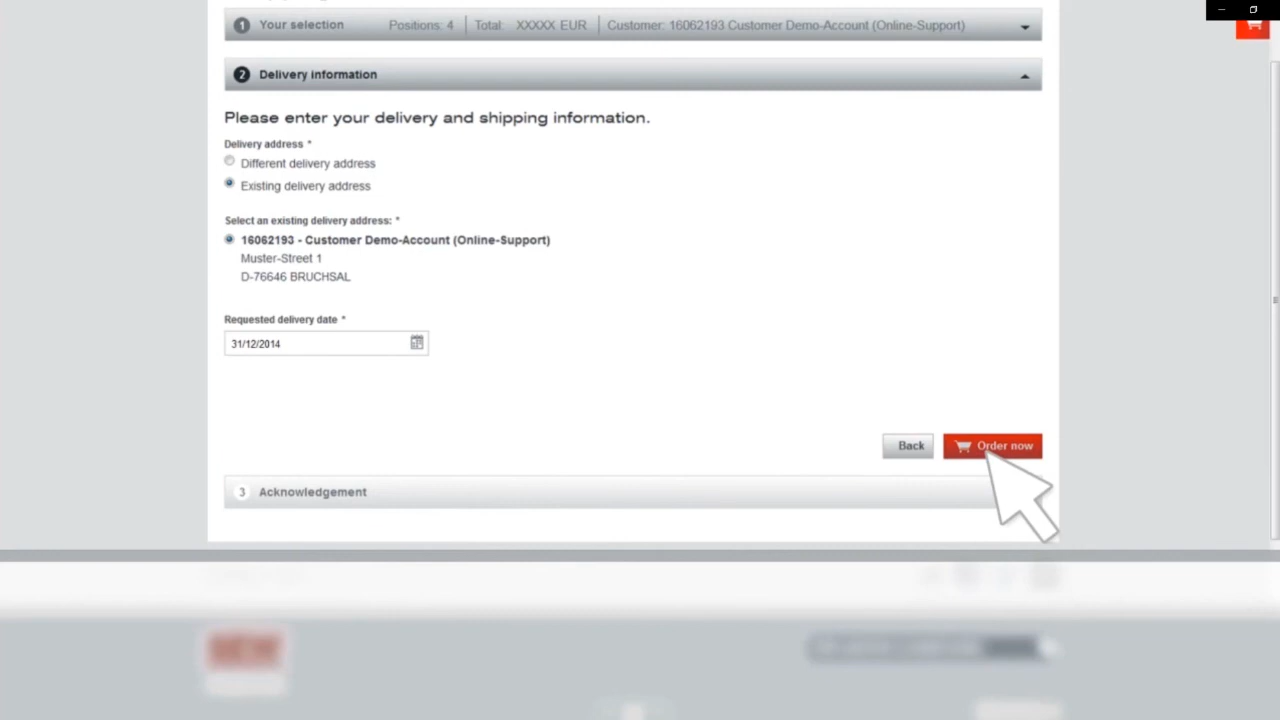 1 Your selection Positions: 4 Total: XXXXX EUR Customer: 16062193 Customer Demo-Account (Online-Support)
2 Delivery information
Please enter your delivery and shipping information.
Delivery address *
Different delivery address
Existing delivery address
Select an existing delivery address: *
16062193 - Customer Demo-Account (Online-Support)
Muster-Street 1
D-76646 BRUCHSAL
Requested delivery date *
31/12/2014
Back Order now
3 Acknowledgement